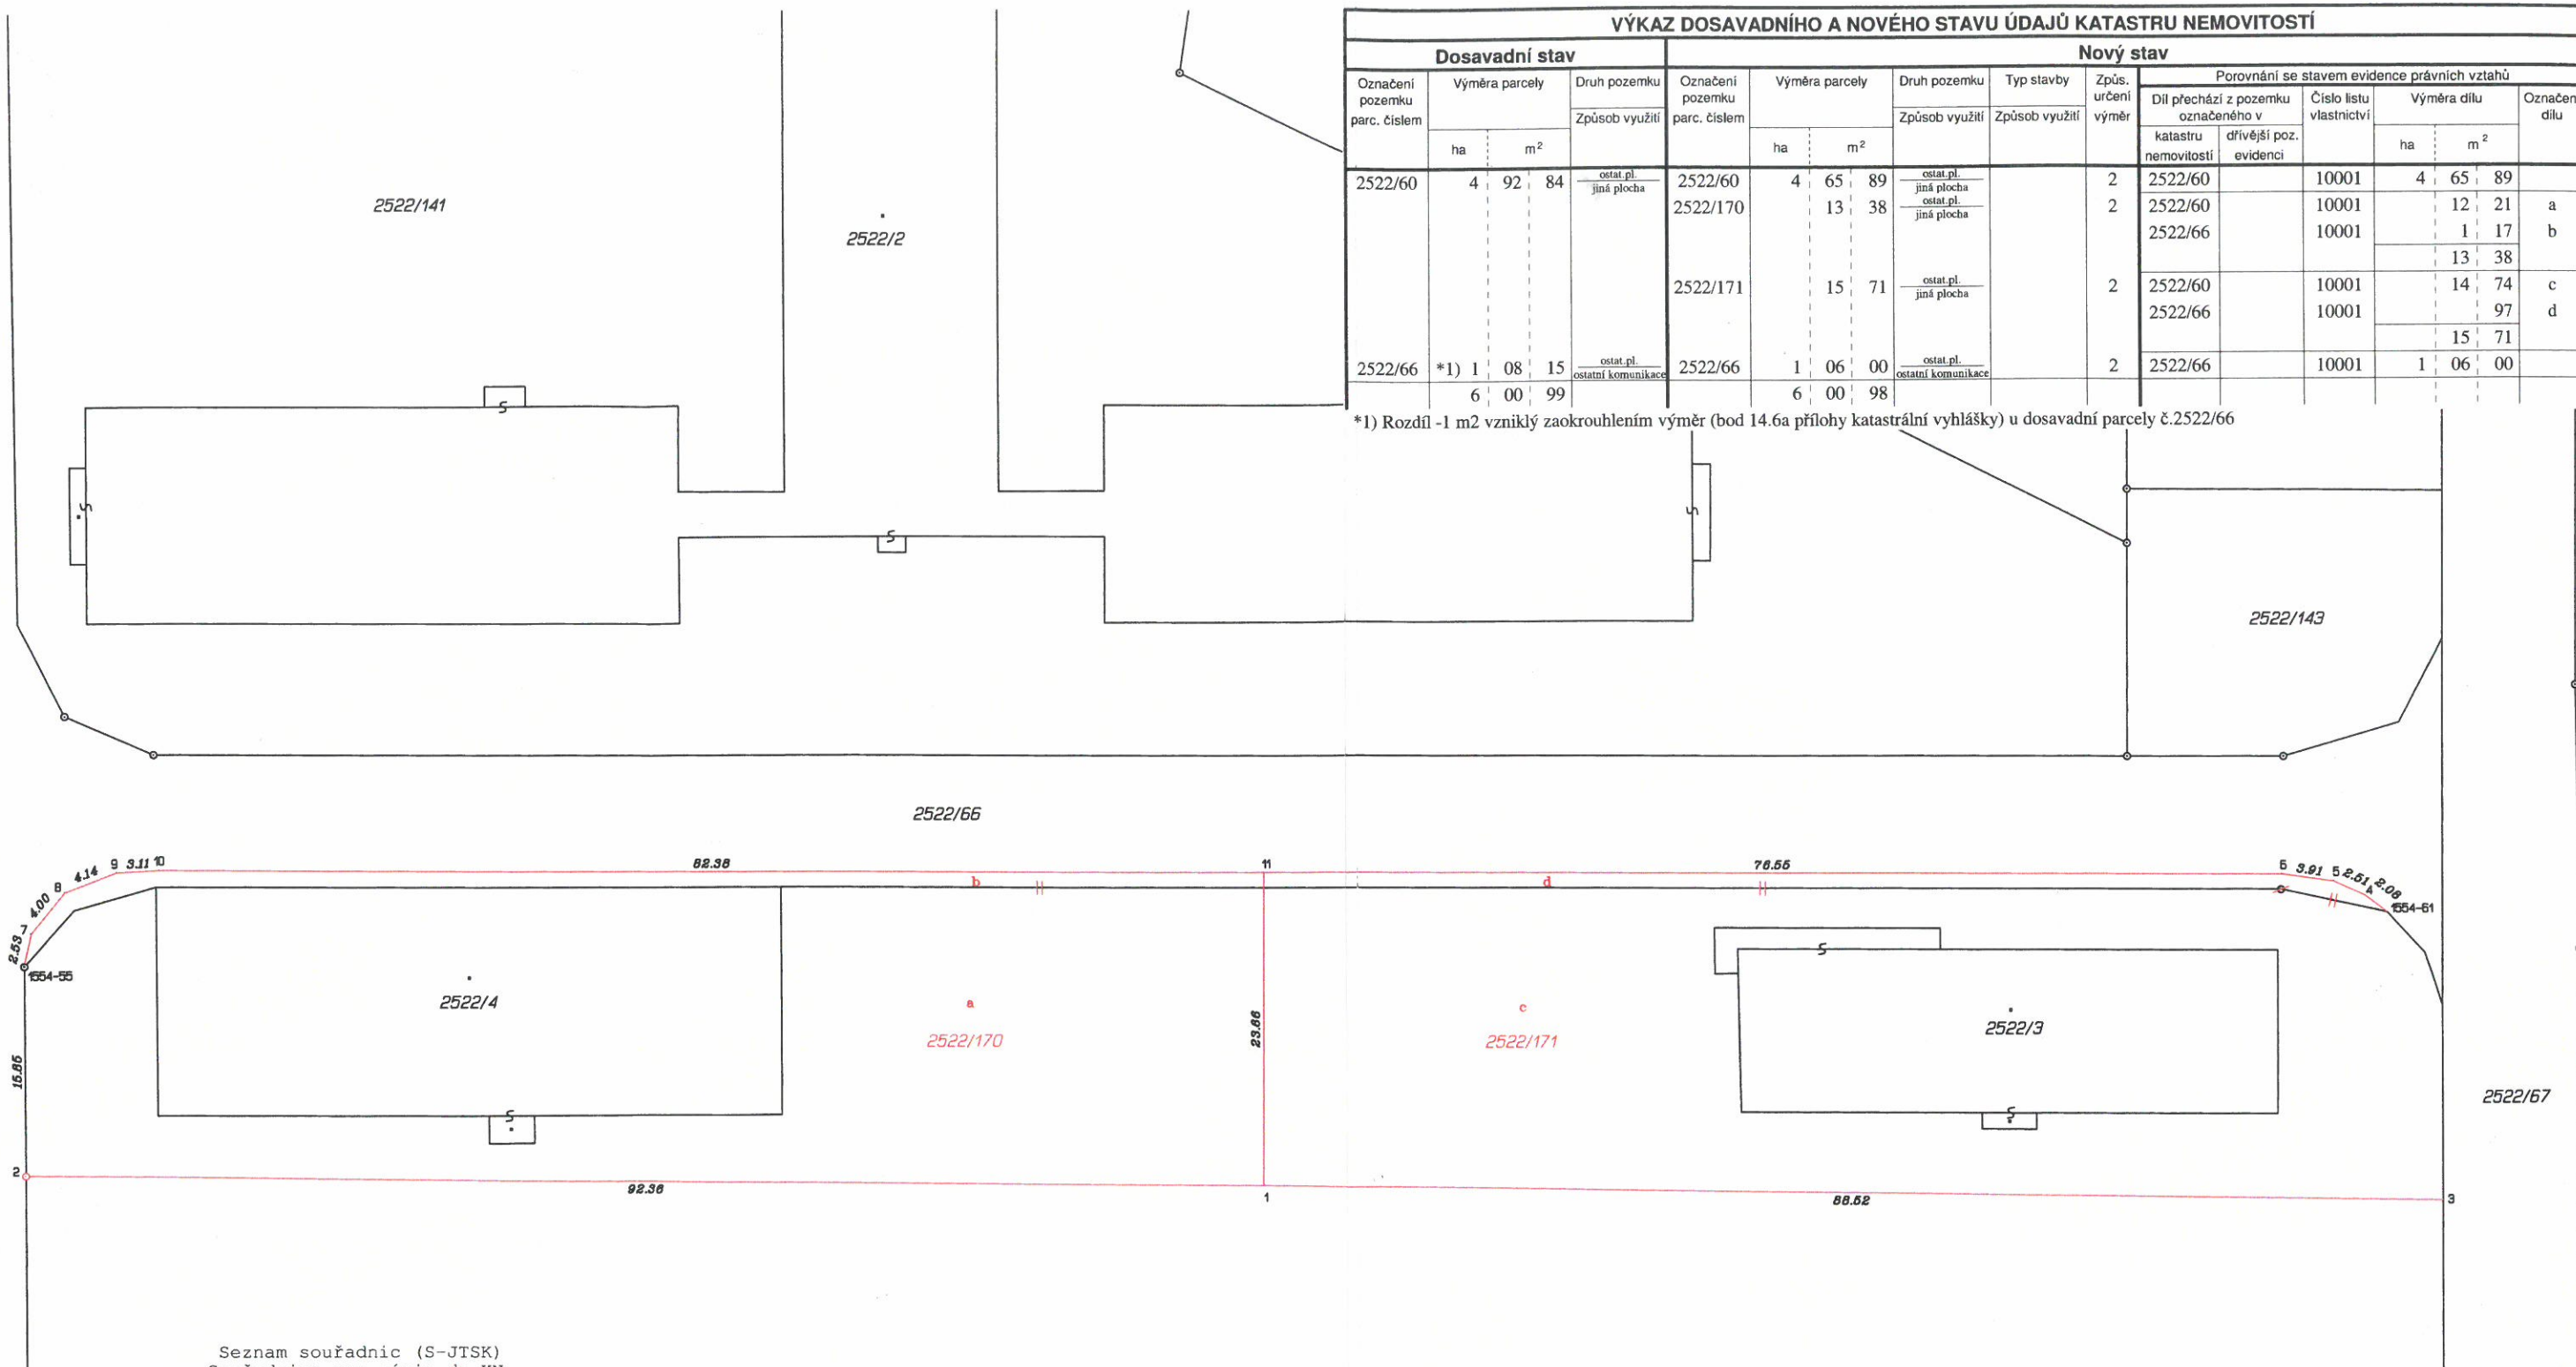 VÝKAZ DOSAVADNÍHO A NOVÉHO STAVU ÚDAJŮ KATASTRU NEMOVITOSTÍ
Dosavadní stav Nový stav
Označení pozemku parc. číslem
Výměra parcely
ha m²
Druh pozemku
Způsob využití
Označení pozemku parc. číslem
Výměra parcely
ha m²
Druh pozemku
Způsob využití
Typ stavby
Způsob využití
Způs. určení výměr
Porovnání se stavem evidence právních vztahů
Díl přechází z pozemku označeného v
katastru nemovitostí
dřívější poz. evidenci
Číslo listu vlastnictví
Výměra dílu
ha m²
Označen dílu
2522/60 4 92 84 ostat.pl. jiná plocha 2522/60 4 65 89 ostat.pl. jiná plocha 2 2522/60 10001 4 65 89
2522/170 13 38 ostat.pl. jiná plocha 2 2522/60 10001 12 21 a
2522/66 10001 1 17 b
13 38
2522/171 15 71 ostat.pl. jiná plocha 2 2522/60 10001 14 74 c
2522/66 10001 97 d
15 71
2522/66 *1) 1 08 15 ostat.pl. ostatní komunikace 2522/66 1 06 00 ostat.pl. ostatní komunikace 2 2522/66 10001 1 06 00
6 00 99 6 00 98
*1) Rozdíl -1 m2 vzniklý zaokrouhlením výměr (bod 14.6a přílohy katastrální vyhlášky) u dosavadní parcely č.2522/66
2522/141
2522/2
2522/143
2522/66
9 3.11 10 82.38 11 76.55 6 3.91 5 2.51 4 2.08
8 4.14
4.00
7
2.53
b
d
1554-55
1554-61
2522/4
a
2522/170
23.66
c
2522/171
2522/3
15.85
2522/67
2
92.36
1
88.52
3
Seznam souřadnic (S-JTSK)